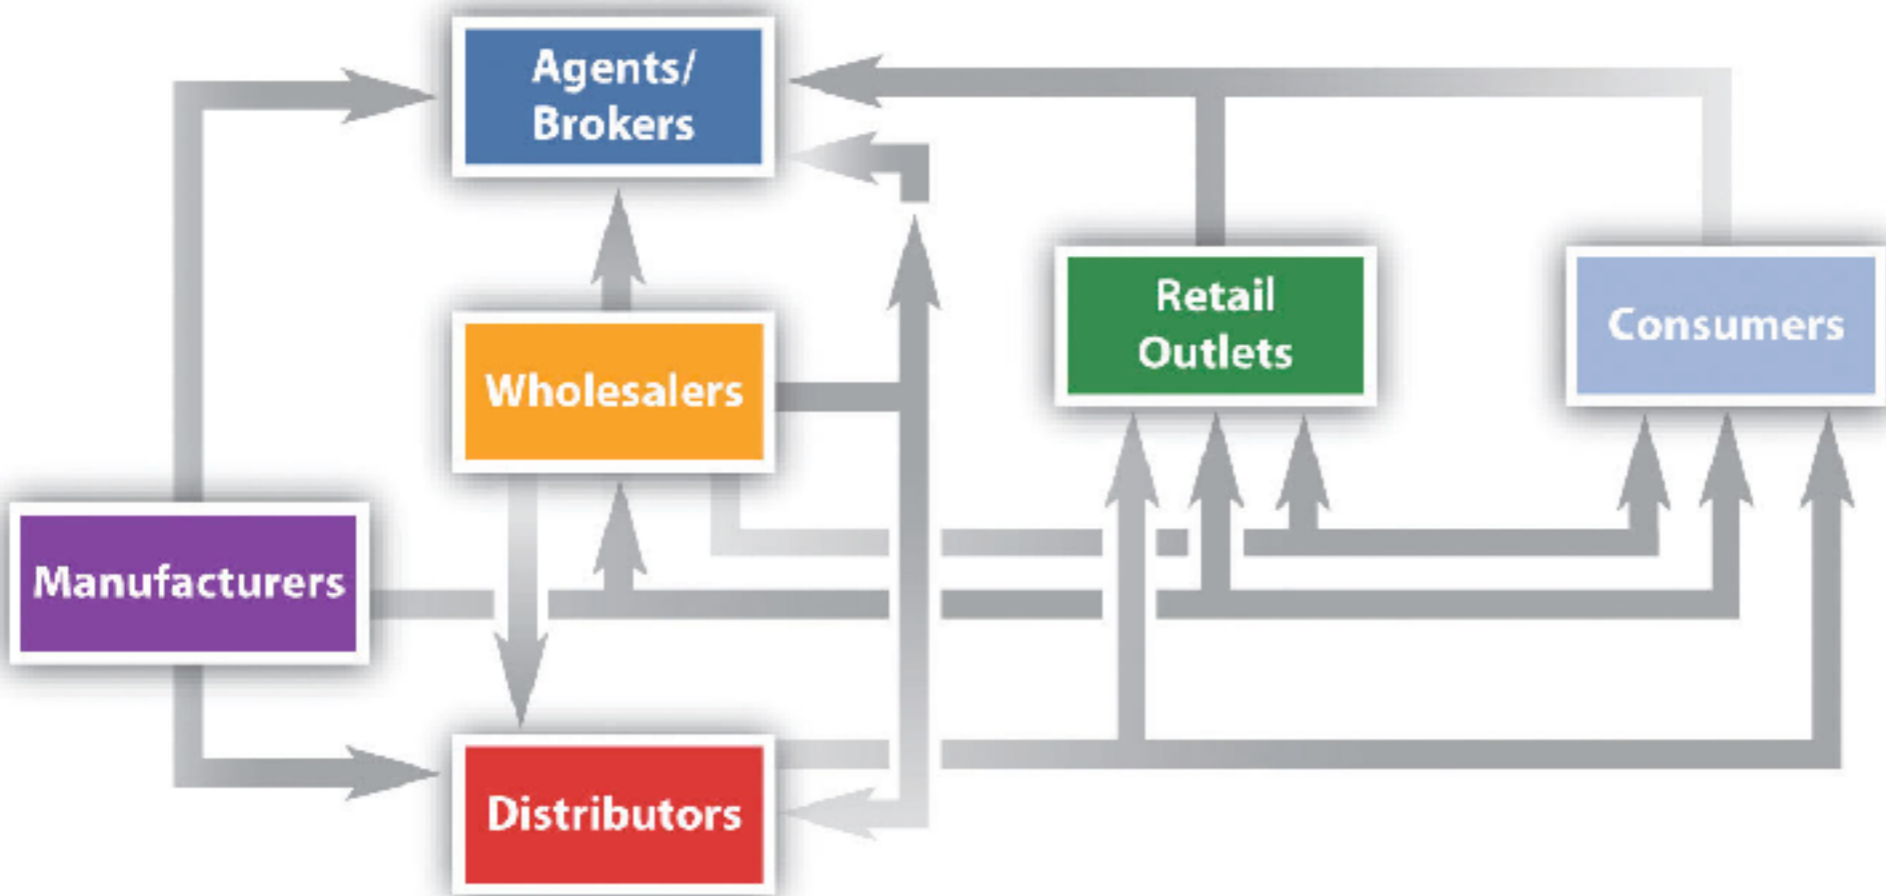 Agents/
Brokers
Retail
Outlets
Consumers
Wholesalers
Manufacturers
Distributors